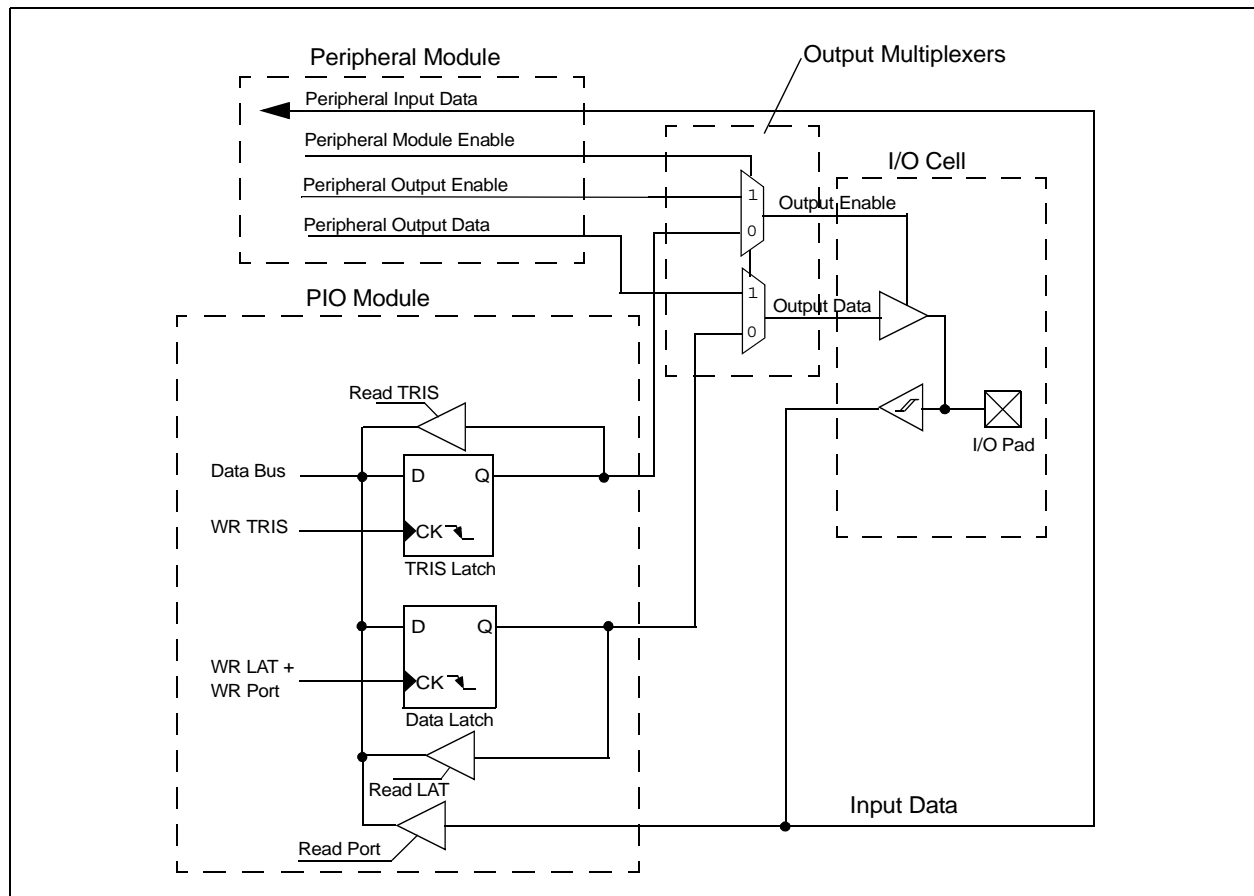 Peripheral Module
Output Multiplexers
Peripheral Input Data
Peripheral Module Enable
I/O Cell
Peripheral Output Enable
1
Output Enable
Peripheral Output Data
0
PIO Module
1
Output Data
0
Read TRIS
I/O Pad
Data Bus
D
Q
WR TRIS
CK
TRIS Latch
D
Q
WR LAT +
WR Port
CK
Data Latch
Read LAT
Input Data
Read Port